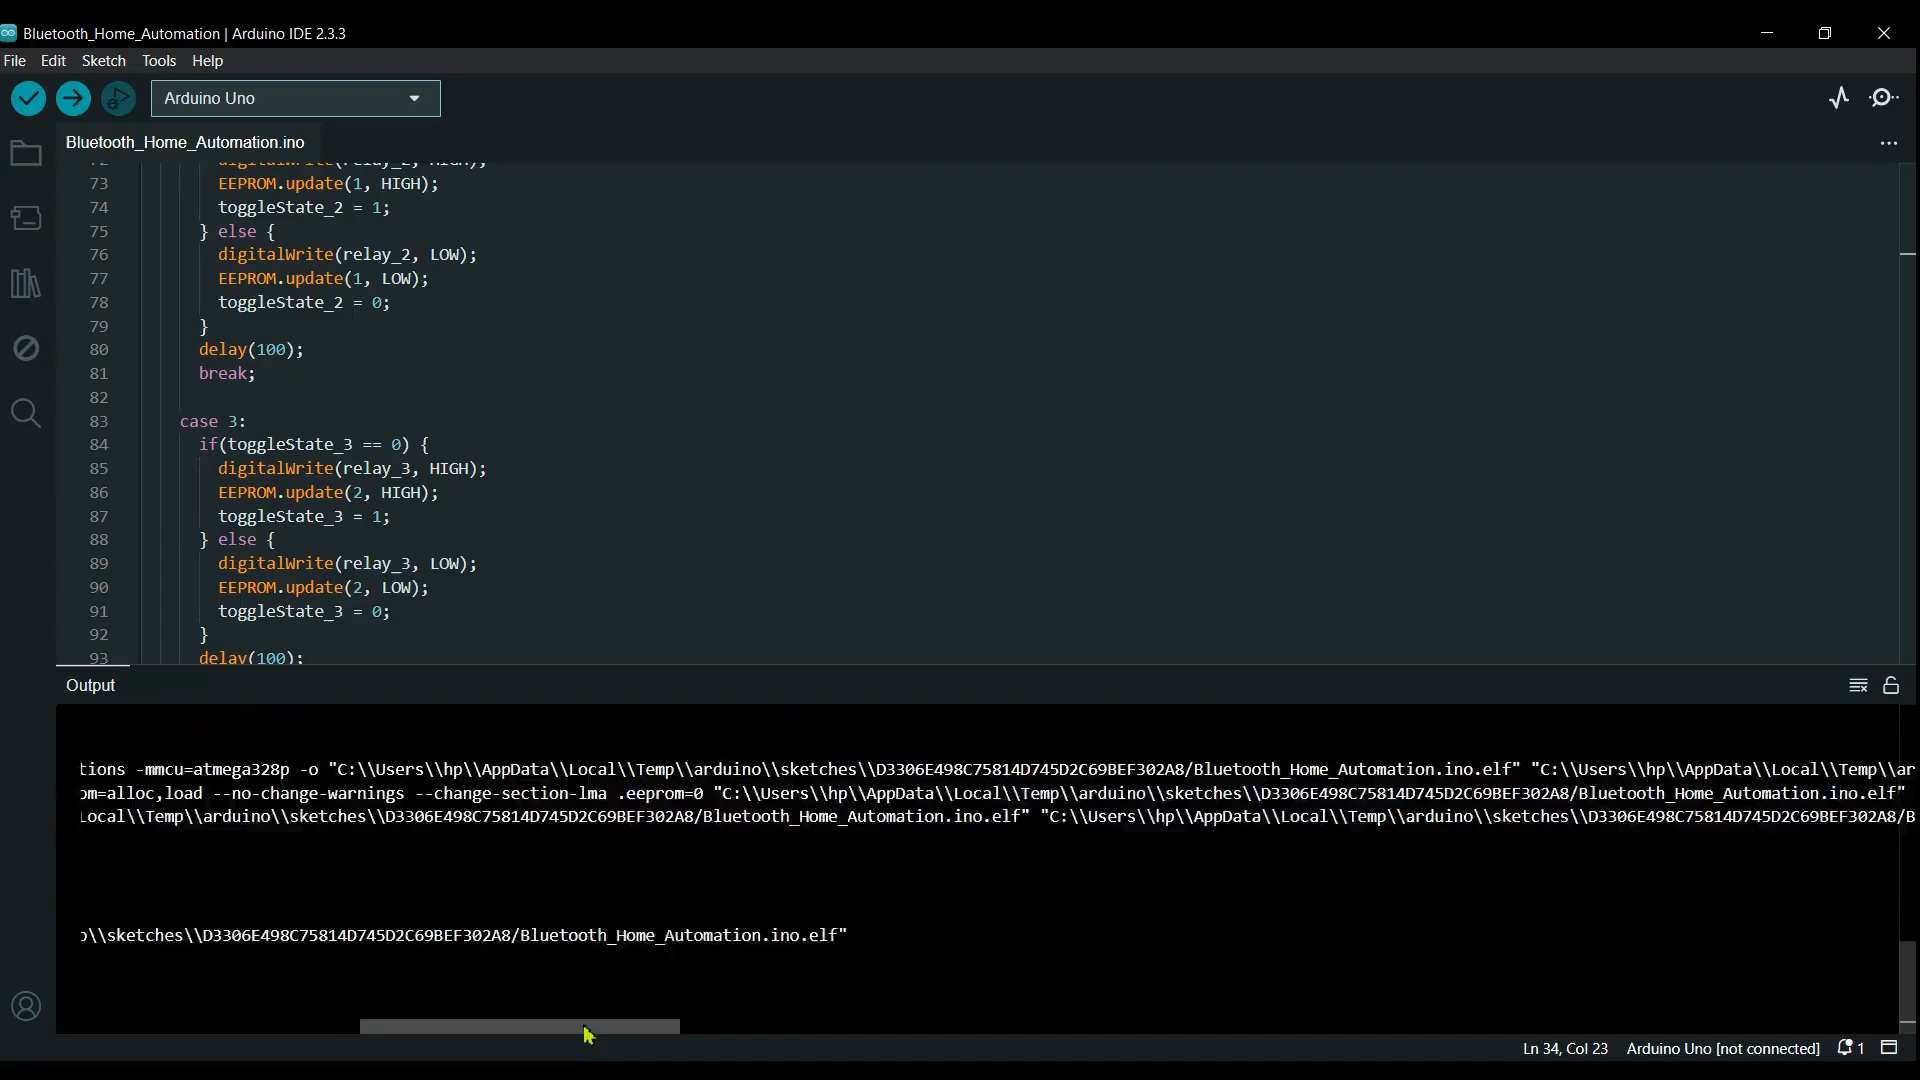 Bluetooth_Home_Automation | Arduino IDE 2.3.3
File Edit Sketch Tools Help
Arduino Uno
Bluetooth_Home_Automation.ino
72 digitalWrite(relay_2, HIGH);
73 EEPROM.update(1, HIGH);
74 toggleState_2 = 1;
75 } else {
76 digitalWrite(relay_2, LOW);
77 EEPROM.update(1, LOW);
78 toggleState_2 = 0;
79 }
80 delay(100);
81 break;
82
83 case 3:
84 if(toggleState_3 == 0) {
85 digitalWrite(relay_3, HIGH);
86 EEPROM.update(2, HIGH);
87 toggleState_3 = 1;
88 } else {
89 digitalWrite(relay_3, LOW);
90 EEPROM.update(2, LOW);
91 toggleState_3 = 0;
92 }
93 delay(100);
Output
tions -mmcu=atmega328p -o "C:\\Users\\hp\\AppData\\Local\\Temp\\arduino\\sketches\\D3306E498C75814D745D2C69BEF302A8/Bluetooth_Home_Automation.ino.elf" "C:\\Users\\hp\\AppData\\Local\\Temp\\ar
om=alloc,load --no-change-warnings --change-section-lma .eeprom=0 "C:\\Users\\hp\\AppData\\Local\\Temp\\arduino\\sketches\\D3306E498C75814D745D2C69BEF302A8/Bluetooth_Home_Automation.ino.elf"
Local\\Temp\\arduino\\sketches\\D3306E498C75814D745D2C69BEF302A8/Bluetooth_Home_Automation.ino.elf" "C:\\Users\\hp\\AppData\\Local\\Temp\\arduino\\sketches\\D3306E498C75814D745D2C69BEF302A8/B
o\\sketches\\D3306E498C75814D745D2C69BEF302A8/Bluetooth_Home_Automation.ino.elf"
Ln 34, Col 23 Arduino Uno [not connected] 1